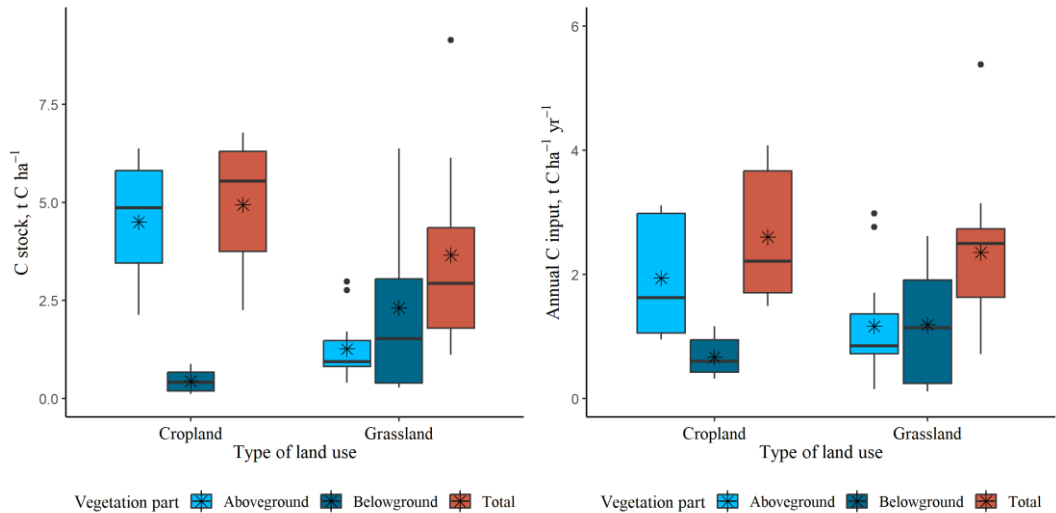 C stock, t C ha⁻¹
7.5
5.0
2.5
0.0
Cropland
Grassland
Type of land use
Vegetation part Aboveground Belowground Total
Annual C input, t C ha⁻¹ yr⁻¹
6
4
2
0
Cropland
Grassland
Type of land use
Vegetation part Aboveground Belowground Total